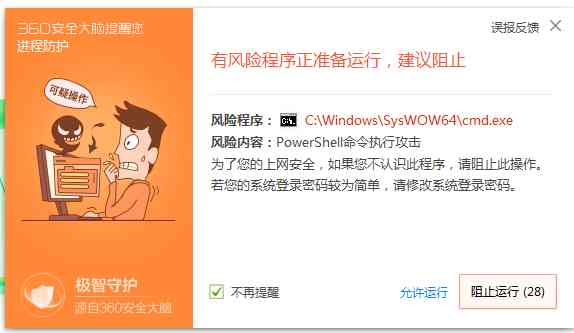 360安全大脑提醒您
进程防护
误报反馈
有风险程序正准备运行，建议阻止
可疑操作
风险程序： C:\Windows\SysWOW64\cmd.exe
风险内容：PowerShell命令执行攻击
为了您的上网安全，如果您不认识此程序，请阻止此操作。
若您的系统登录密码较为简单，请修改系统登录密码。
极智守护
源自360安全大脑
不再提醒
允许运行
阻止运行 (28)